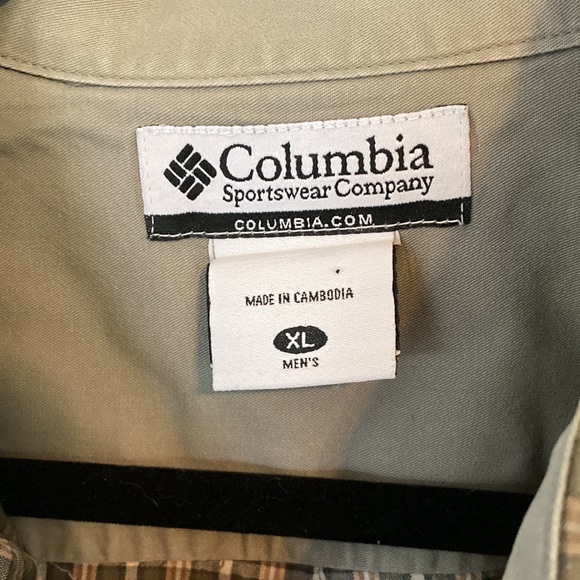 Columbia
Sportswear Company
COLUMBIA.COM
MADE IN CAMBODIA
XL
MEN'S